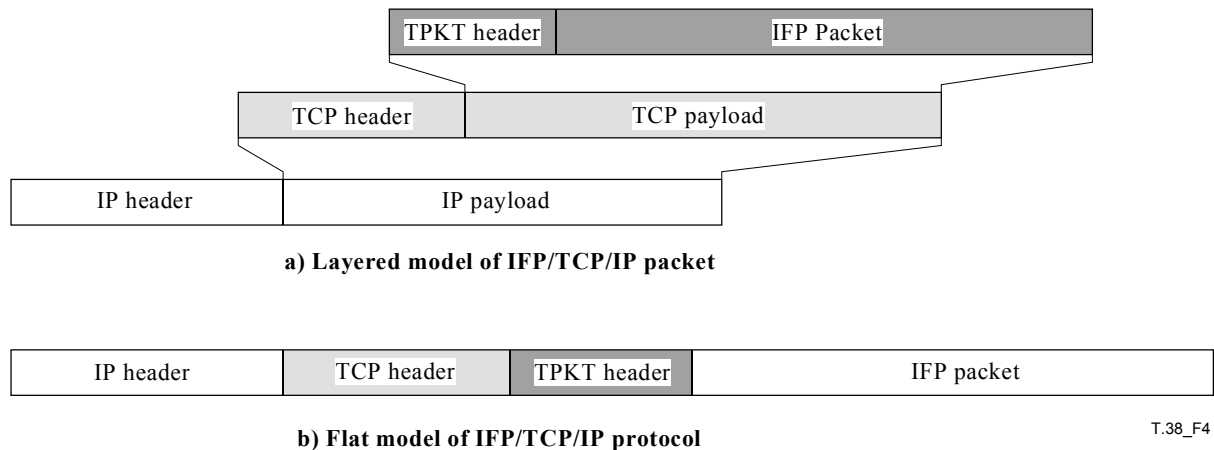 TPKT header IFP Packet
TCP header TCP payload
IP header IP payload
a) Layered model of IFP/TCP/IP packet
IP header TCP header TPKT header IFP packet
b) Flat model of IFP/TCP/IP protocol
T.38_F4